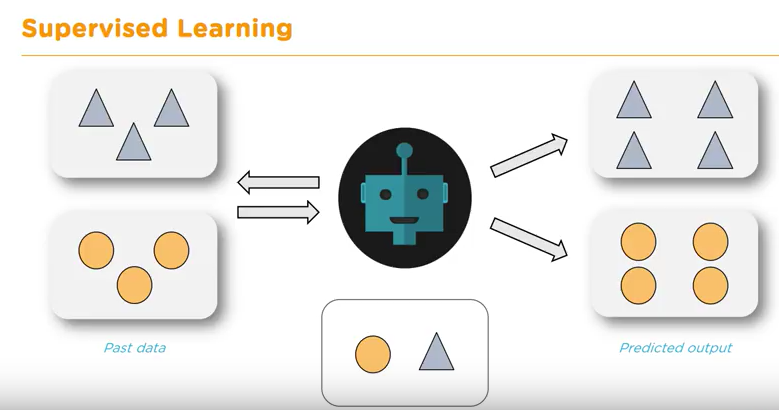 Supervised Learning
Past data
Predicted output